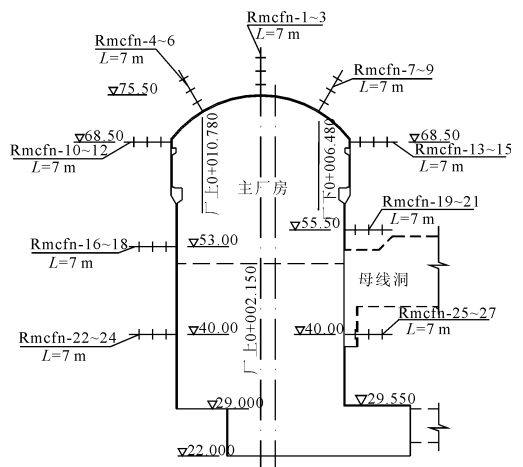 Rmcfn-1~3
L=7 m
Rmcfn-4~6
L=7 m
Rmcfn-7~9
L=7 m
75.50
68.50
Rmcfn-10~12
L=7 m
68.50
Rmcfn-13~15
L=7 m
厂上0+010.780
厂下0+006.480
主厂房
Rmcfn-19~21
L=7 m
55.50
Rmcfn-16~18
L=7 m
53.00
母线洞
厂上0+002.150
Rmcfn-22~24
L=7 m
40.00
40.00
Rmcfn-25~27
L=7 m
29.000
29.550
22.000